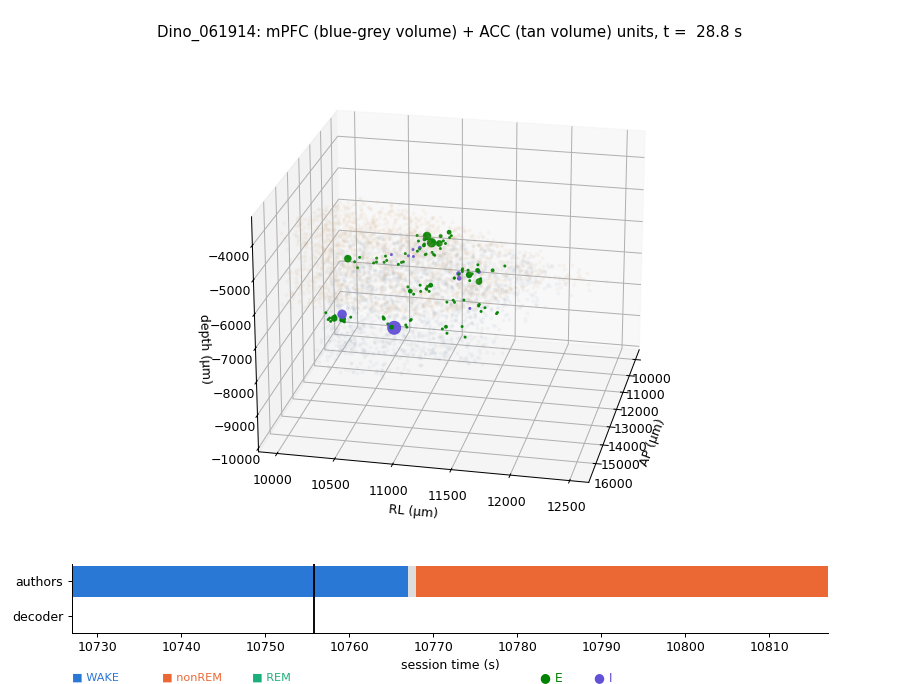 Dino_061914: mPFC (blue-grey volume) + ACC (tan volume) units, t =  28.8 s
−4000
−5000
−6000
−7000
−8000
−9000
−10000
depth (μm)
10000
10500
11000
11500
12000
12500
RL (μm)
10000
11000
12000
13000
14000
15000
16000
AP (μm)
authors
decoder
10730 10740 10750 10760 10770 10780 10790 10800 10810
session time (s)
WAKE nonREM REM E I